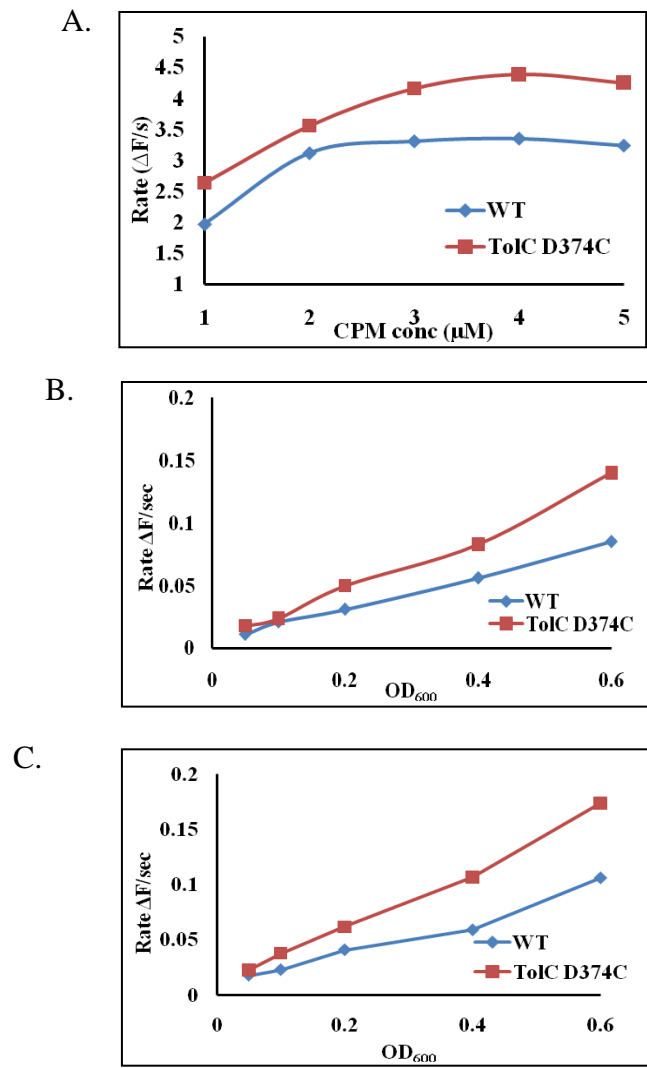 A.
Rate (ΔF/s)
5
4.5
4
3.5
3
2.5
2
1.5
1
WT
TolC D374C
1 2 3 4 5
CPM conc (µM)
B.
Rate ΔF/sec
0.2
0.15
0.1
0.05
0
WT
TolC D374C
0 0.2 0.4 0.6
OD600
C.
Rate ΔF/sec
0.2
0.15
0.1
0.05
0
WT
TolC D374C
0 0.2 0.4 0.6
OD600